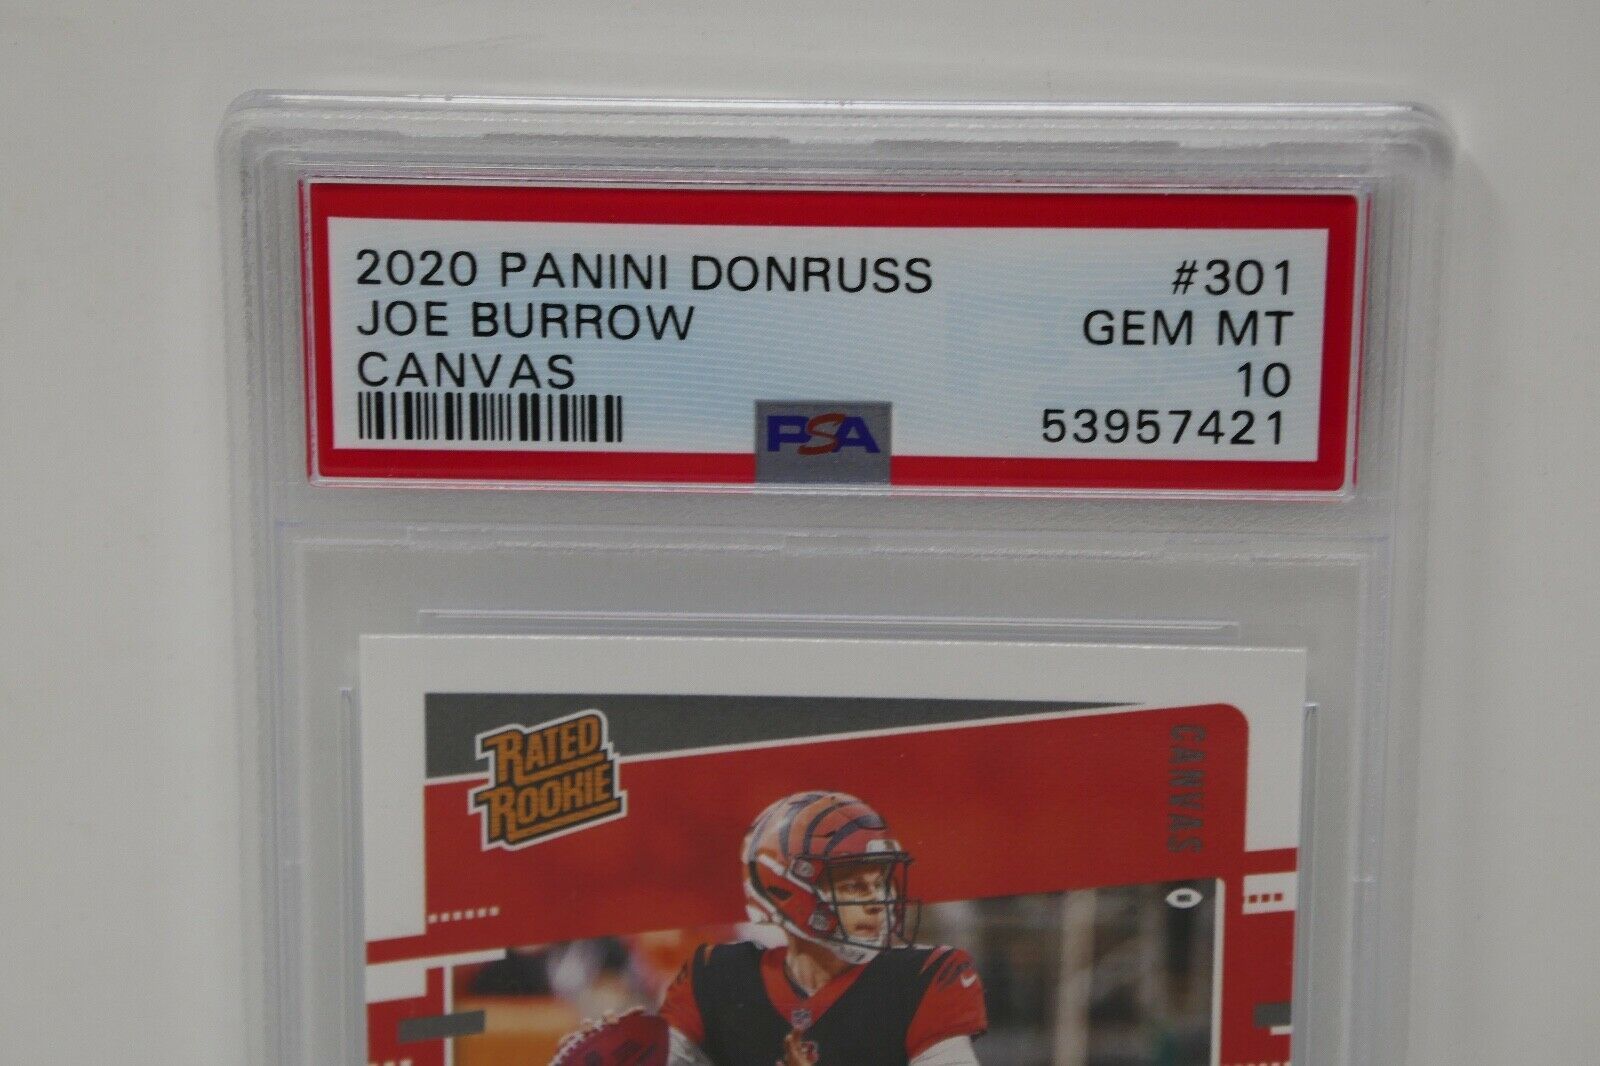 2020 PANINI DONRUSS #301
JOE BURROW GEM MT
CANVAS 10
PSA 53957421
RATED
ROOKIE
CANVAS